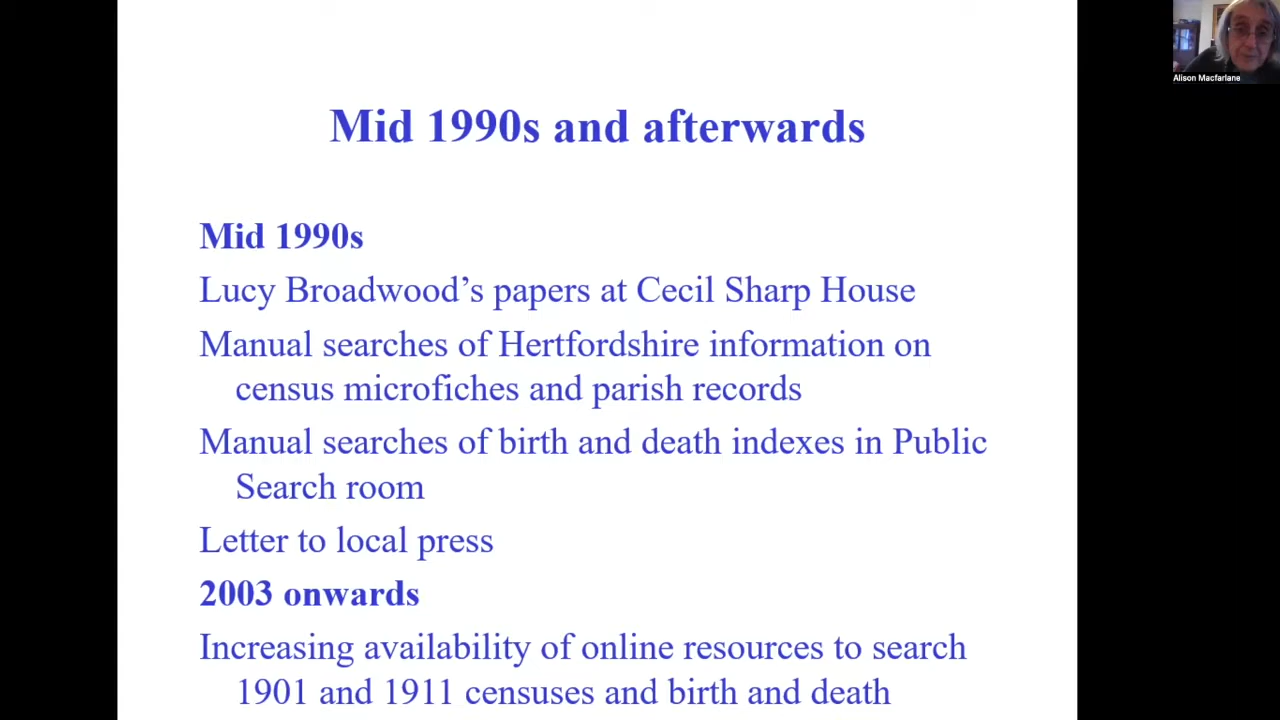 Mid 1990s and afterwards
Mid 1990s
Lucy Broadwood’s papers at Cecil Sharp House
Manual searches of Hertfordshire information on
census microfiches and parish records
Manual searches of birth and death indexes in Public
Search room
Letter to local press
2003 onwards
Increasing availability of online resources to search
1901 and 1911 censuses and birth and death
Alison Macfarlane